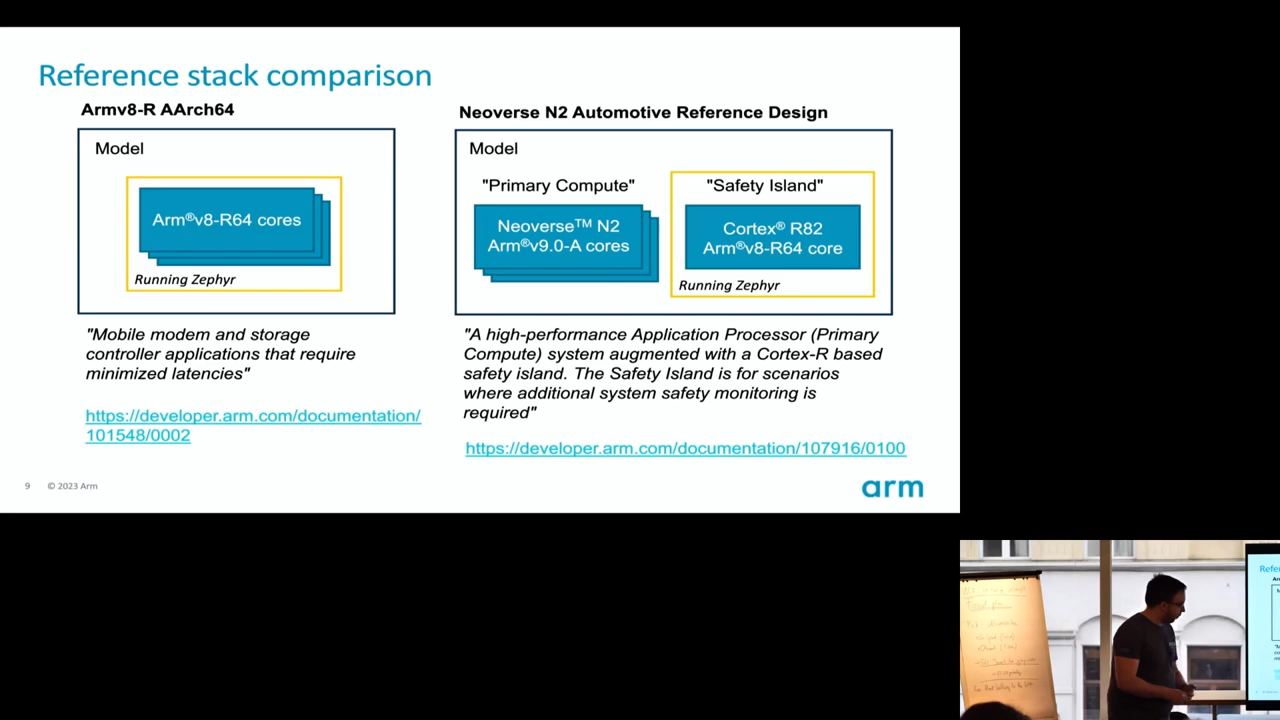 Reference stack comparison
Armv8-R AArch64
Model
Arm®v8-R64 cores
Running Zephyr
"Mobile modem and storage
controller applications that require
minimized latencies"
https://developer.arm.com/documentation/
101548/0002
Neoverse N2 Automotive Reference Design
Model
"Primary Compute"
Neoverse™ N2
Arm®v9.0-A cores
"Safety Island"
Cortex® R82
Arm®v8-R64 core
Running Zephyr
"A high-performance Application Processor (Primary
Compute) system augmented with a Cortex-R based
safety island. The Safety Island is for scenarios
where additional system safety monitoring is
required"
https://developer.arm.com/documentation/107916/0100
9 © 2023 Arm
arm